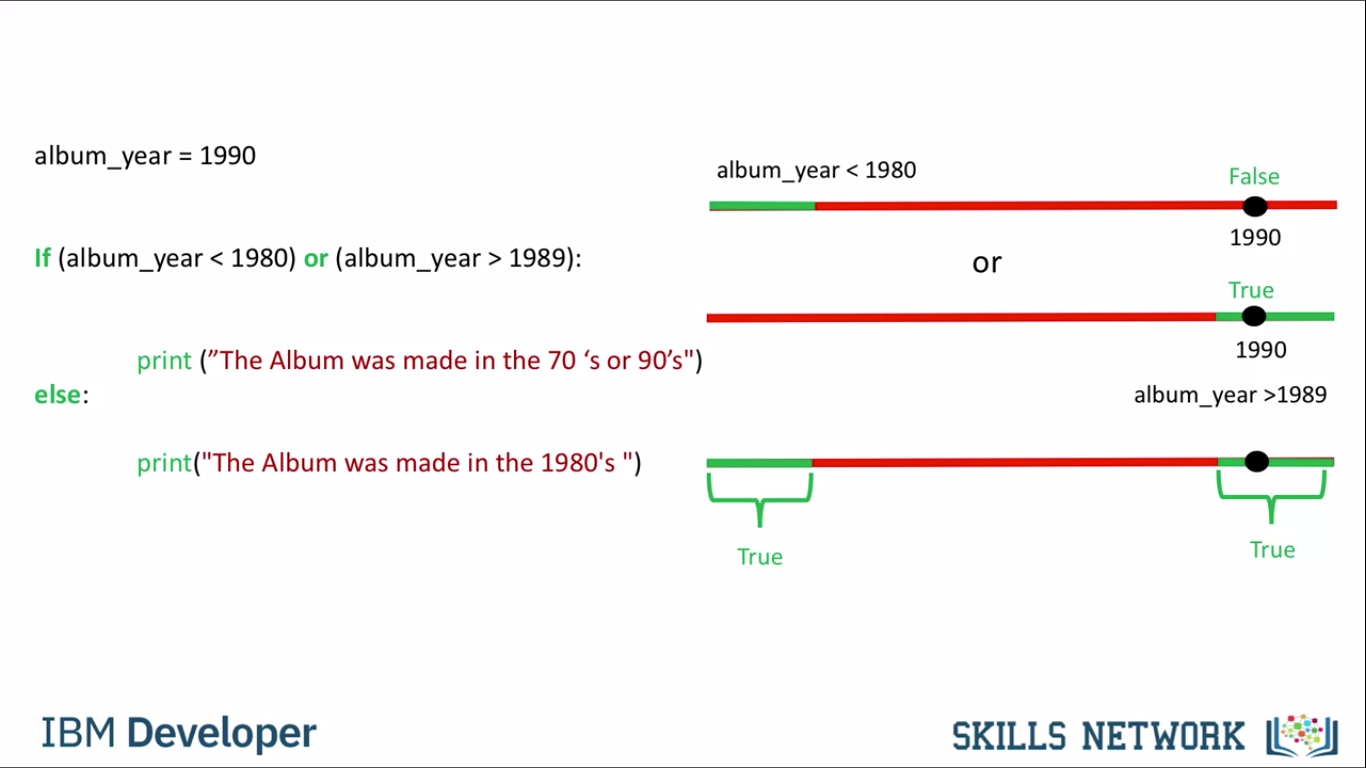 album_year = 1990
If (album_year < 1980) or (album_year > 1989):
print (”The Album was made in the 70 ‘s or 90’s")
else:
print("The Album was made in the 1980's ")
album_year < 1980
False
1990
or
True
1990
album_year >1989
True
True
IBM Developer
SKILLS NETWORK